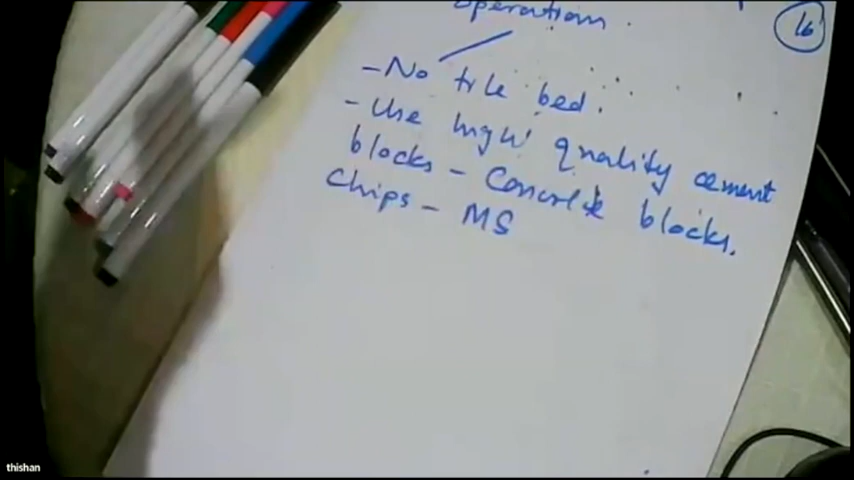 operation.
16
- No tile bed.
- Use high quality cement
blocks - Concrete blocks.
Chips - MS
thishan